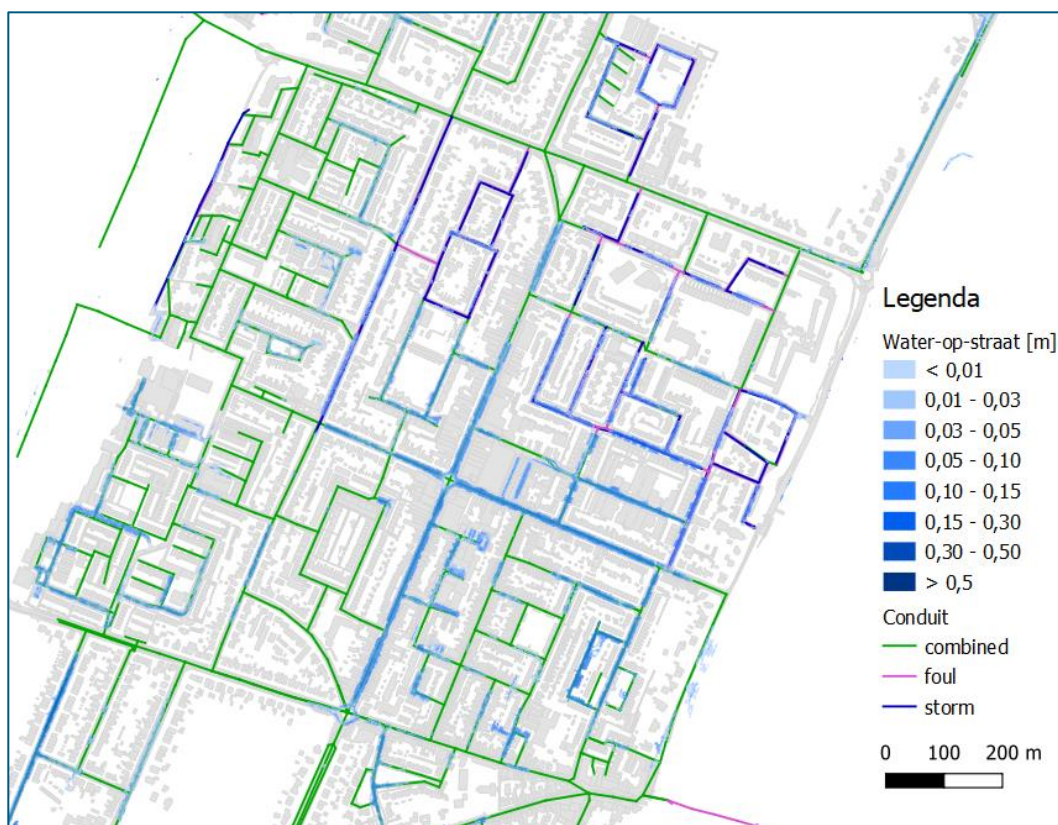 Legenda
Water-op-straat [m]
< 0,01
0,01 - 0,03
0,03 - 0,05
0,05 - 0,10
0,10 - 0,15
0,15 - 0,30
0,30 - 0,50
> 0,5
Conduit
combined
foul
storm
0 100 200 m